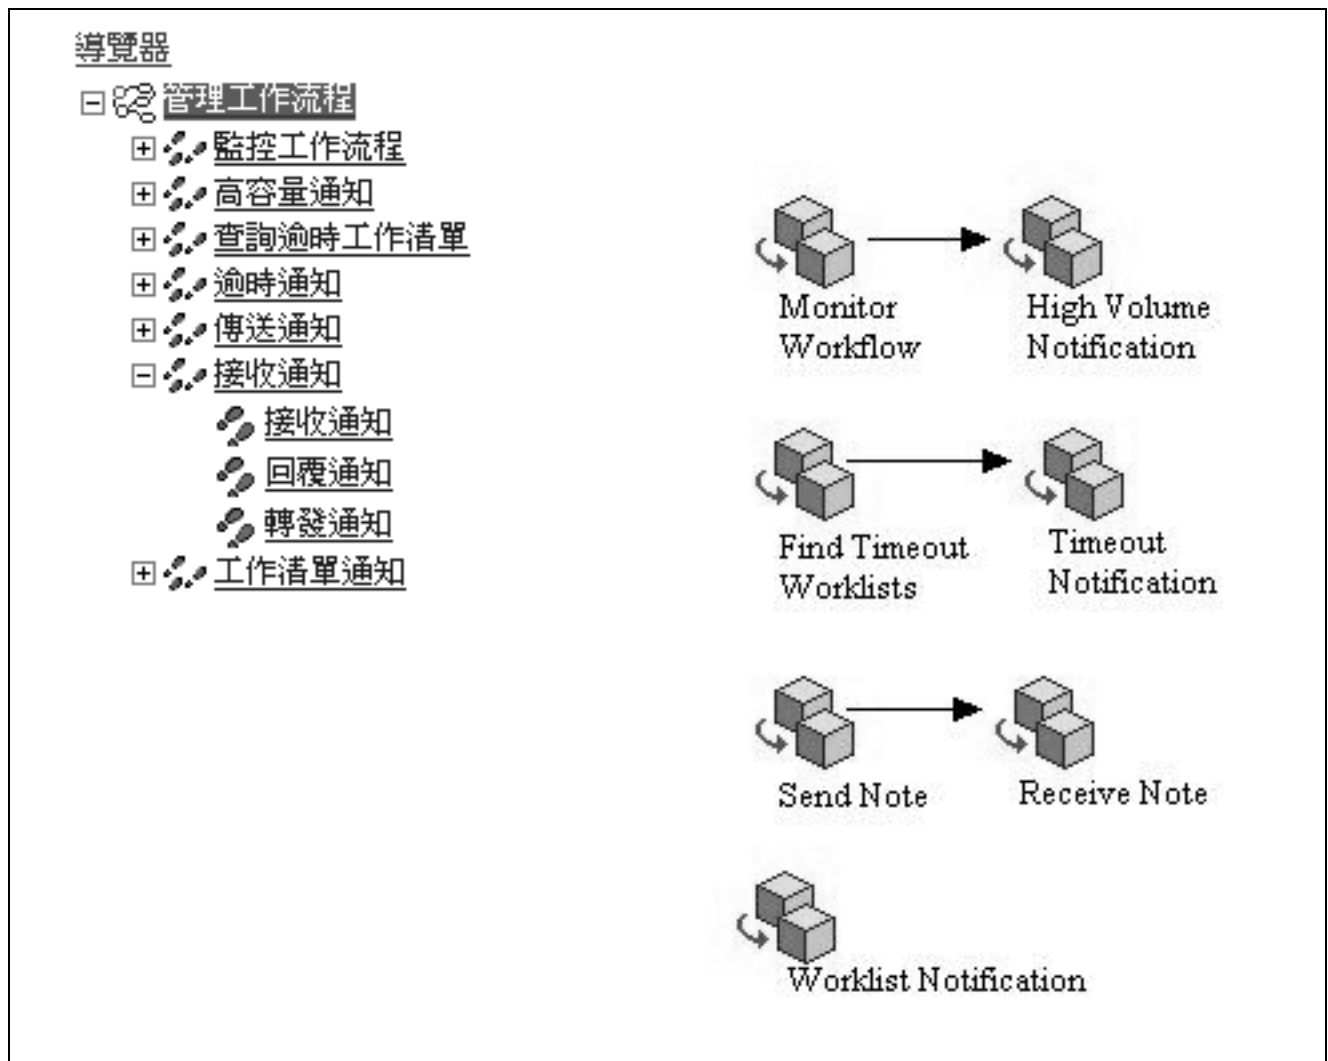 導覽器
管理工作流程
監控工作流程
高容量通知
查詢逾時工作清單
逾時通知
傳送通知
接收通知
接收通知
回覆通知
轉發通知
工作清單通知
Monitor
Workflow
High Volume
Notification
Find Timeout
Worklists
Timeout
Notification
Send Note
Receive Note
Worklist Notification